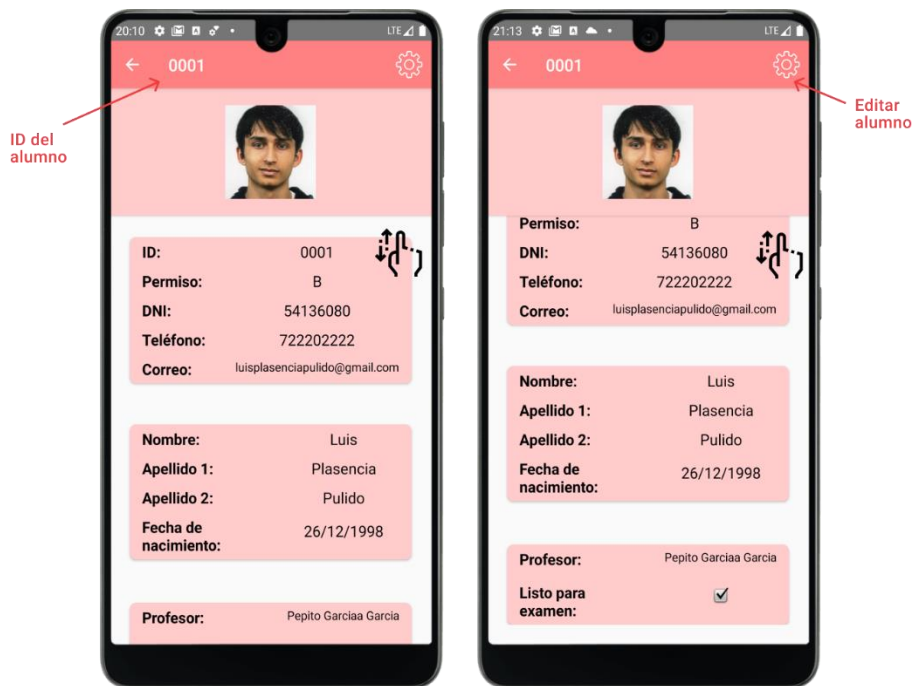 20:10 LTE
0001
ID del
alumno
ID: 0001
Permiso: B
DNI: 54136080
Teléfono: 722202222
Correo: luisplasenciapulido@gmail.com
Nombre: Luis
Apellido 1: Plasencia
Apellido 2: Pulido
Fecha de
nacimiento: 26/12/1998
Profesor: Pepito Garciaa Garcia
21:13 LTE
0001
Editar
alumno
Permiso: B
DNI: 54136080
Teléfono: 722202222
Correo: luisplasenciapulido@gmail.com
Nombre: Luis
Apellido 1: Plasencia
Apellido 2: Pulido
Fecha de
nacimiento: 26/12/1998
Profesor: Pepito Garciaa Garcia
Listo para
examen: